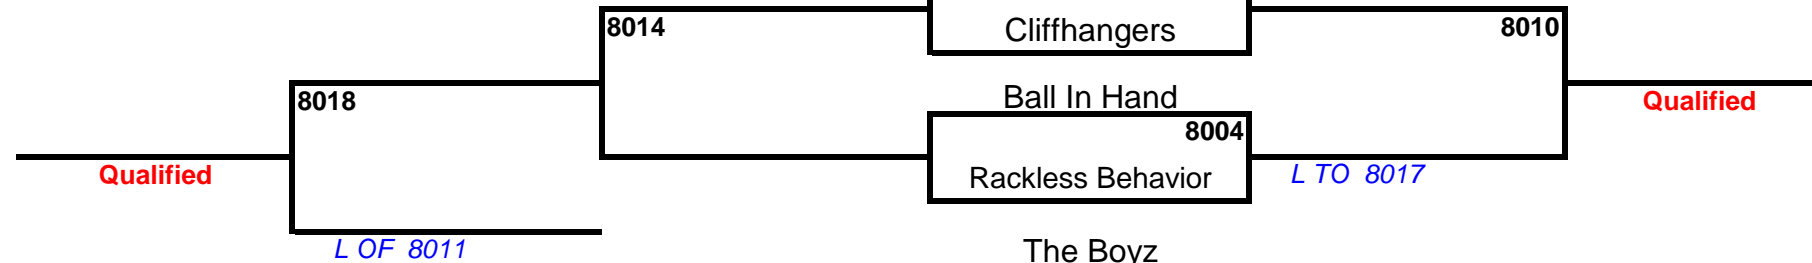 8014
Cliffhangers
8010
8018
Ball In Hand
Qualified
8004
Qualified
Rackless Behavior
L TO 8017
L OF 8011
The Boyz